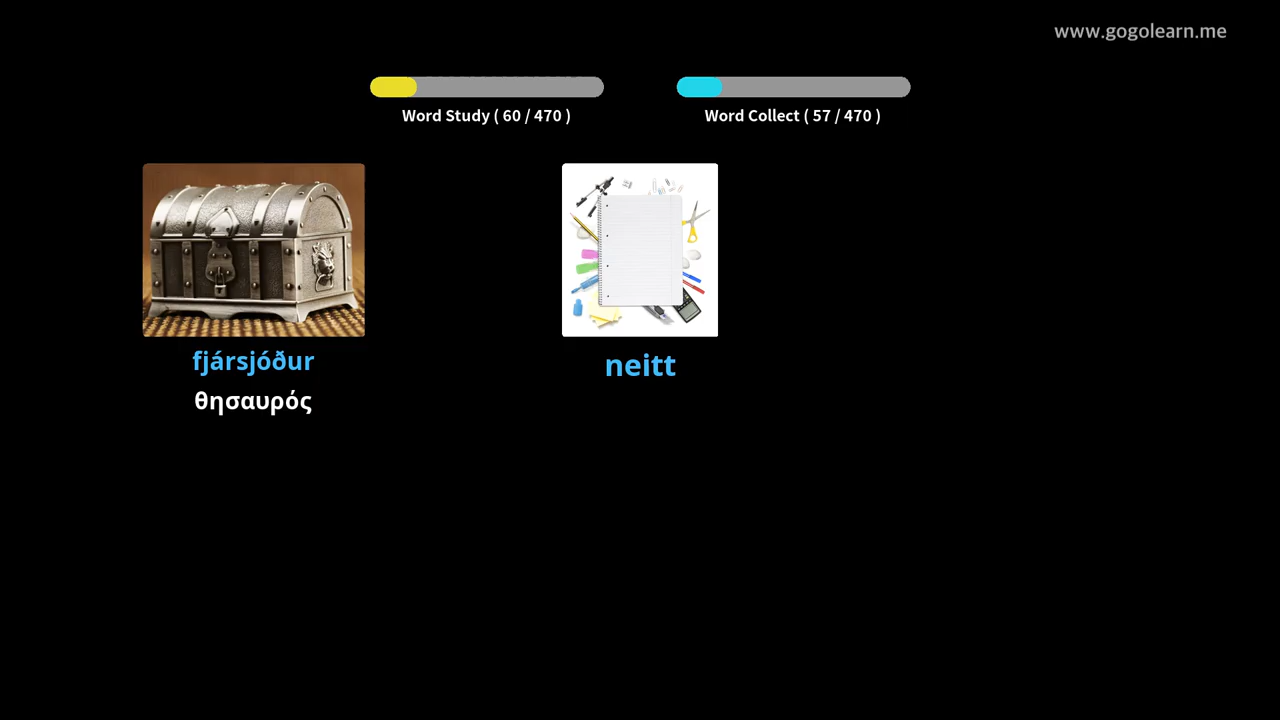 www.gogolearn.me
Word Study ( 60 / 470 )
Word Collect ( 57 / 470 )
fjársjóður
θησαυρός
neitt